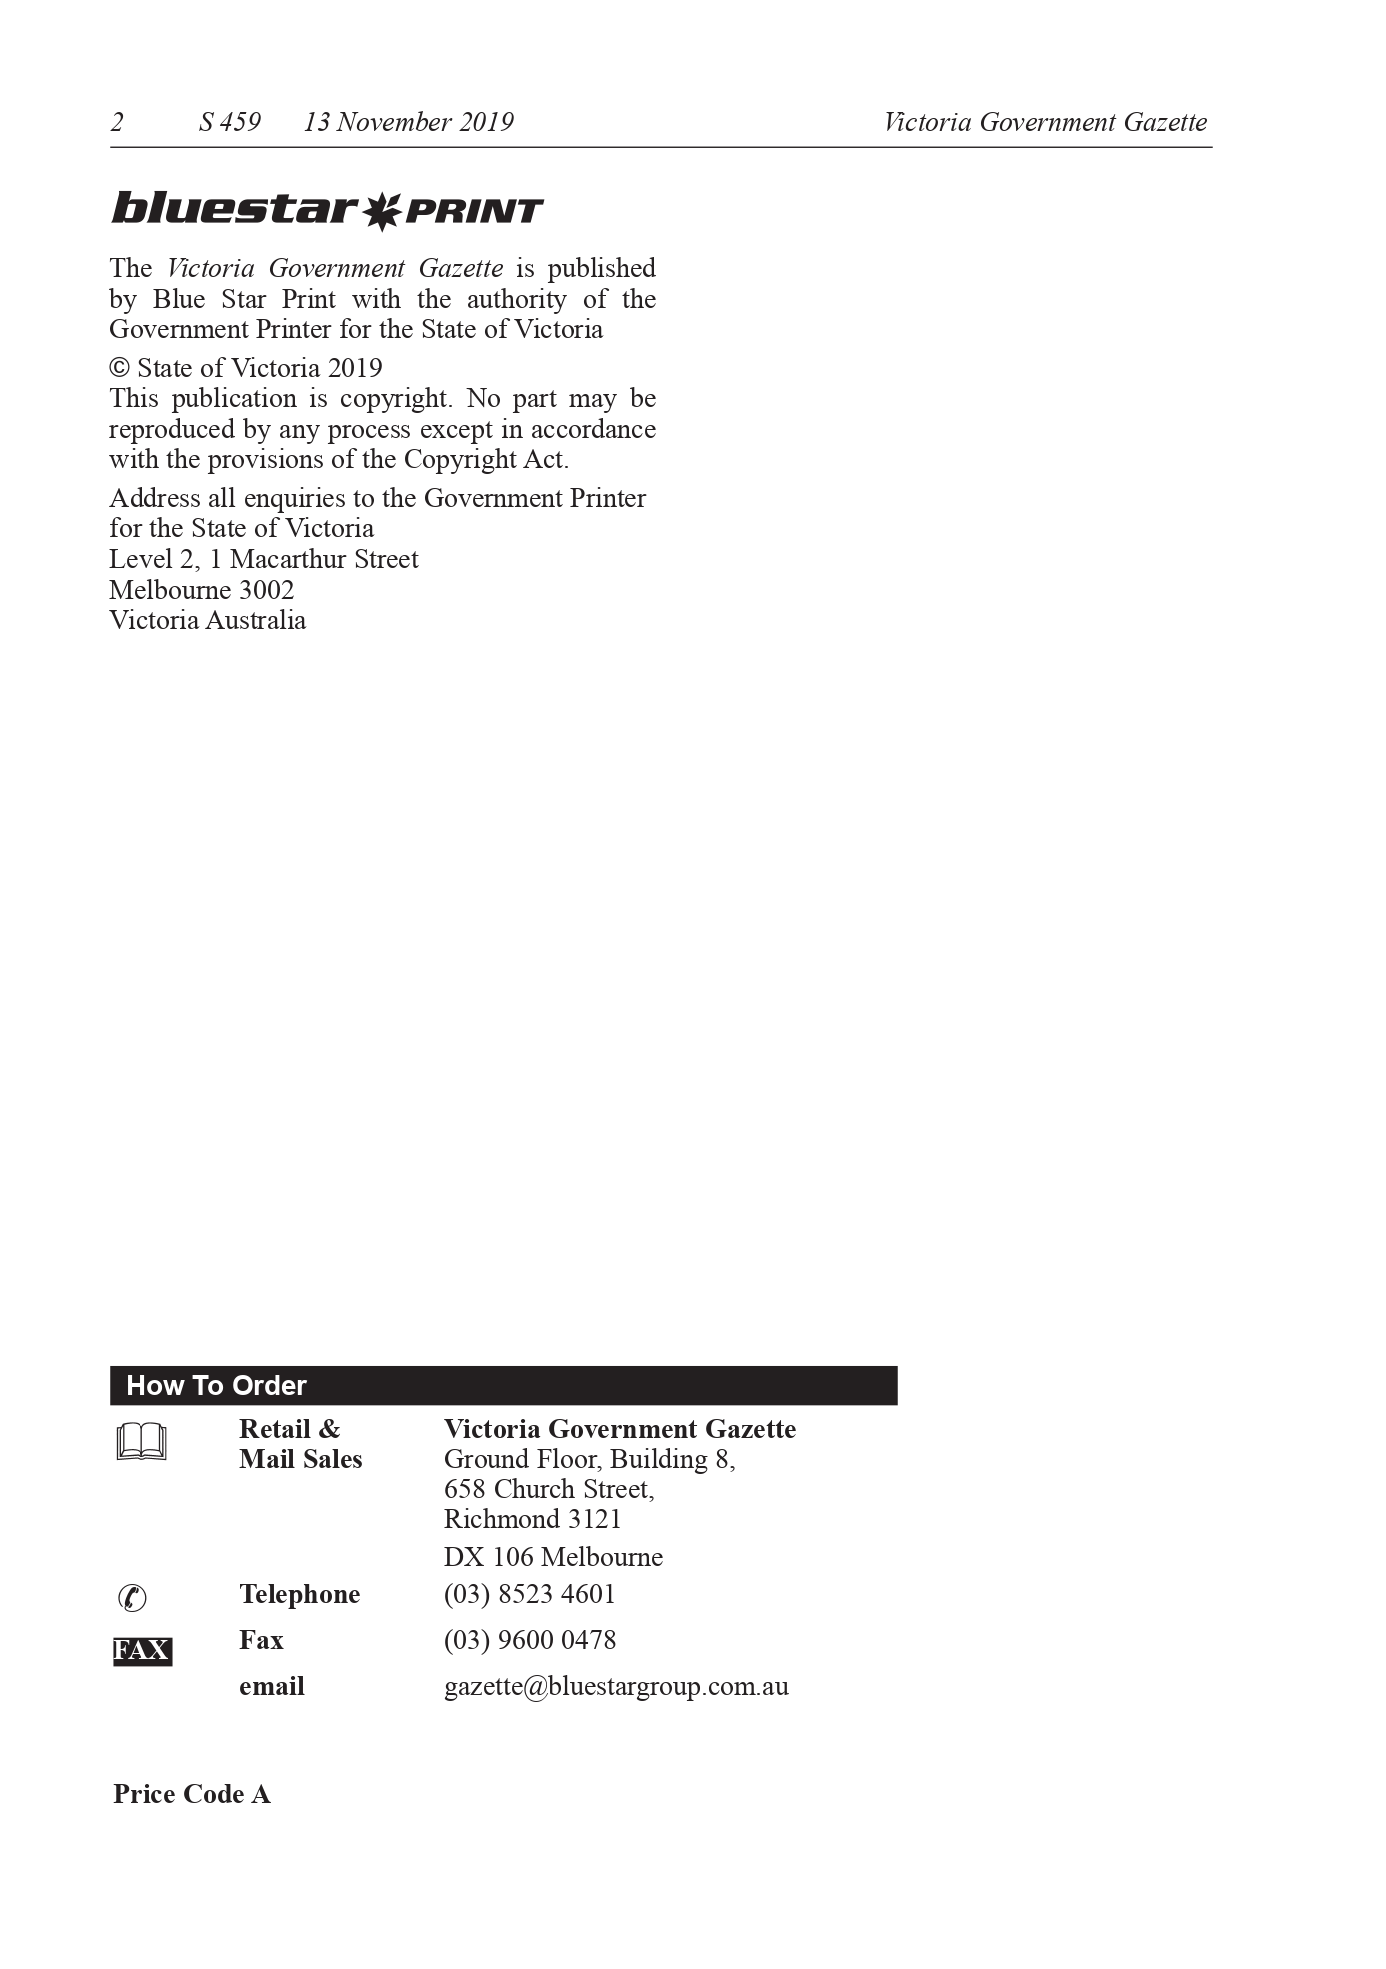 2 S 459 13 November 2019 Victoria Government Gazette
bluestar PRINT
The Victoria Government Gazette is published
by Blue Star Print with the authority of the
Government Printer for the State of Victoria
© State of Victoria 2019
This publication is copyright. No part may be
reproduced by any process except in accordance
with the provisions of the Copyright Act.
Address all enquiries to the Government Printer
for the State of Victoria
Level 2, 1 Macarthur Street
Melbourne 3002
Victoria Australia
How To Order
Retail & Victoria Government Gazette
Mail Sales Ground Floor, Building 8,
658 Church Street,
Richmond 3121
DX 106 Melbourne
Telephone (03) 8523 4601
FAX Fax (03) 9600 0478
email gazette@bluestargroup.com.au
Price Code A